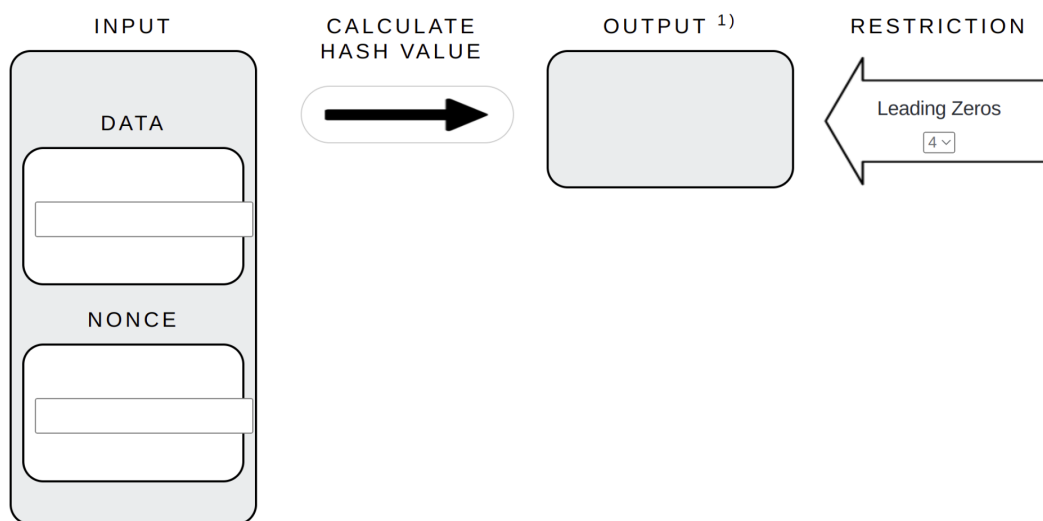 INPUT
CALCULATE
HASH VALUE
OUTPUT 1)
RESTRICTION
DATA
Leading Zeros
4
NONCE